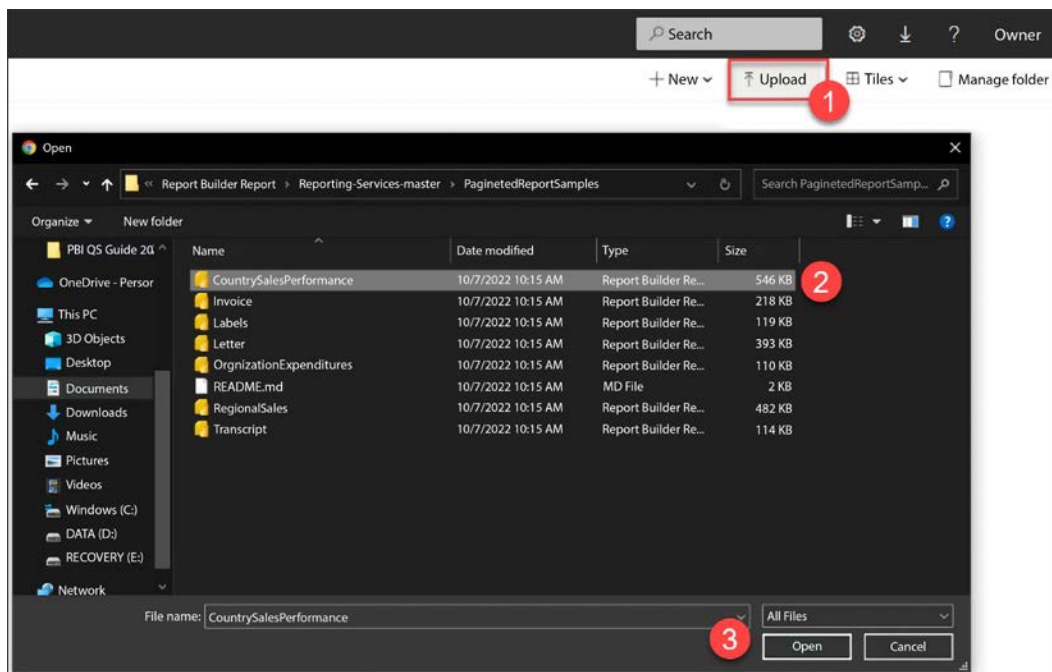 Search Owner
New Upload Tiles Manage folder
1
Open
« Report Builder Report › Reporting-Services-master › PaginetedReportSamples Search PaginetedReportSamp...
Organize New folder
Name Date modified Type Size
PBI QS Guide 20
OneDrive - Persor
This PC
3D Objects
Desktop
Documents
Downloads
Music
Pictures
Videos
Windows (C:)
DATA (D:)
RECOVERY (E:)
Network
CountrySalesPerformance 10/7/2022 10:15 AM Report Builder Re... 546 KB 2
Invoice 10/7/2022 10:15 AM Report Builder Re... 218 KB
Labels 10/7/2022 10:15 AM Report Builder Re... 119 KB
Letter 10/7/2022 10:15 AM Report Builder Re... 393 KB
OrgnizationExpenditures 10/7/2022 10:15 AM Report Builder Re... 110 KB
README.md 10/7/2022 10:15 AM MD File 2 KB
RegionalSales 10/7/2022 10:15 AM Report Builder Re... 482 KB
Transcript 10/7/2022 10:15 AM Report Builder Re... 114 KB
File name: CountrySalesPerformance All Files
3 Open Cancel